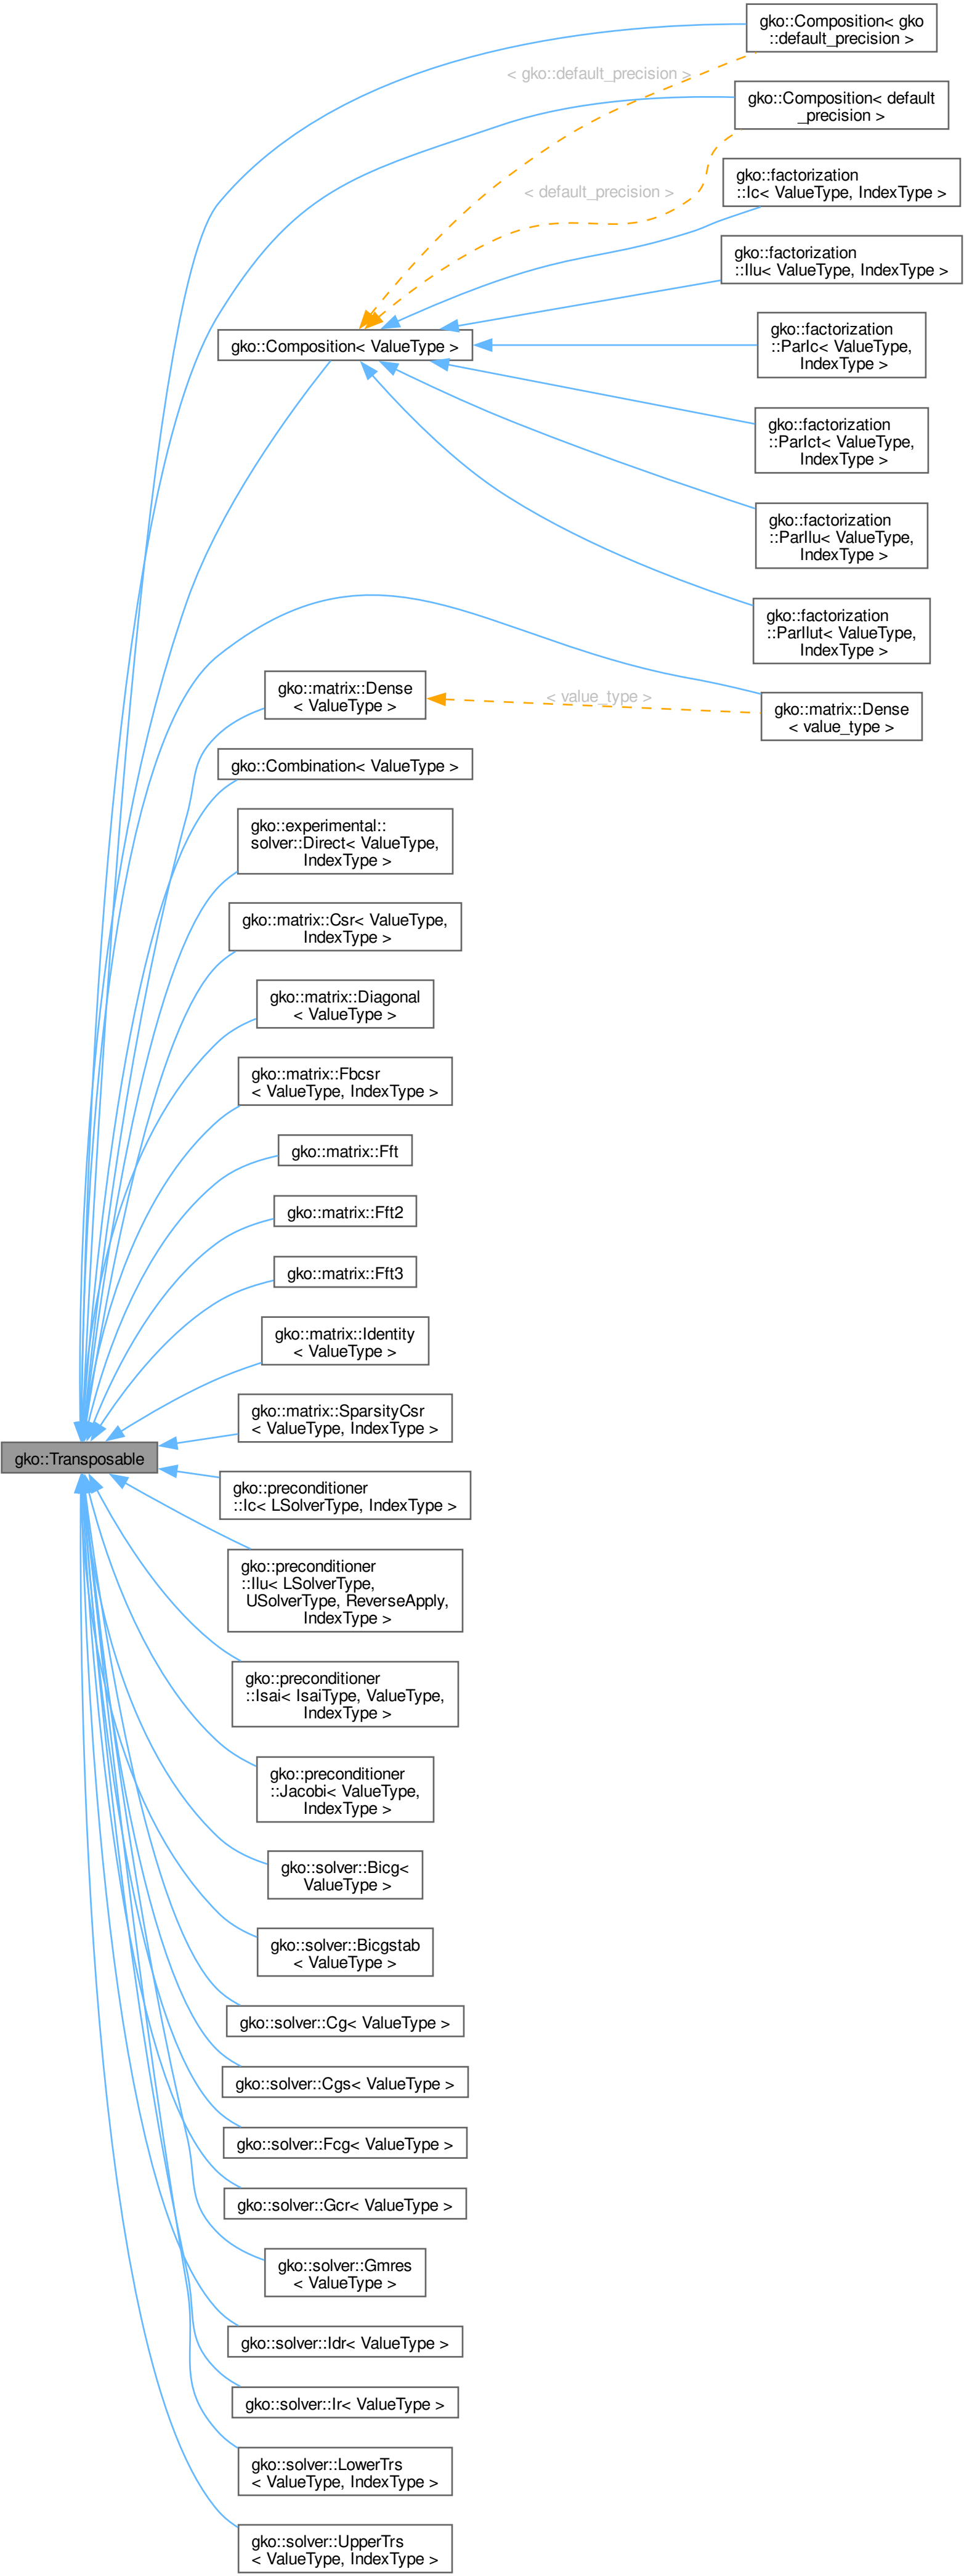 gko::Composition< gko
::default_precision >
< gko::default_precision >
gko::Composition< default
_precision >
< default_precision >
gko::factorization
::Ic< ValueType, IndexType >
gko::factorization
::Ilu< ValueType, IndexType >
gko::Composition< ValueType >
gko::factorization
::ParIc< ValueType,
IndexType >
gko::factorization
::ParIct< ValueType,
IndexType >
gko::factorization
::ParIlu< ValueType,
IndexType >
gko::factorization
::ParIlut< ValueType,
IndexType >
gko::matrix::Dense
< ValueType >
< value_type >
gko::matrix::Dense
< value_type >
gko::Combination< ValueType >
gko::experimental::
solver::Direct< ValueType,
IndexType >
gko::matrix::Csr< ValueType,
IndexType >
gko::matrix::Diagonal
< ValueType >
gko::matrix::Fbcsr
< ValueType, IndexType >
gko::matrix::Fft
gko::matrix::Fft2
gko::matrix::Fft3
gko::matrix::Identity
< ValueType >
gko::matrix::SparsityCsr
< ValueType, IndexType >
gko::Transposable
gko::preconditioner
::Ic< LSolverType, IndexType >
gko::preconditioner
::Ilu< LSolverType,
USolverType, ReverseApply,
IndexType >
gko::preconditioner
::Isai< IsaiType, ValueType,
IndexType >
gko::preconditioner
::Jacobi< ValueType,
IndexType >
gko::solver::Bicg<
ValueType >
gko::solver::Bicgstab
< ValueType >
gko::solver::Cg< ValueType >
gko::solver::Cgs< ValueType >
gko::solver::Fcg< ValueType >
gko::solver::Gcr< ValueType >
gko::solver::Gmres
< ValueType >
gko::solver::Idr< ValueType >
gko::solver::Ir< ValueType >
gko::solver::LowerTrs
< ValueType, IndexType >
gko::solver::UpperTrs
< ValueType, IndexType >